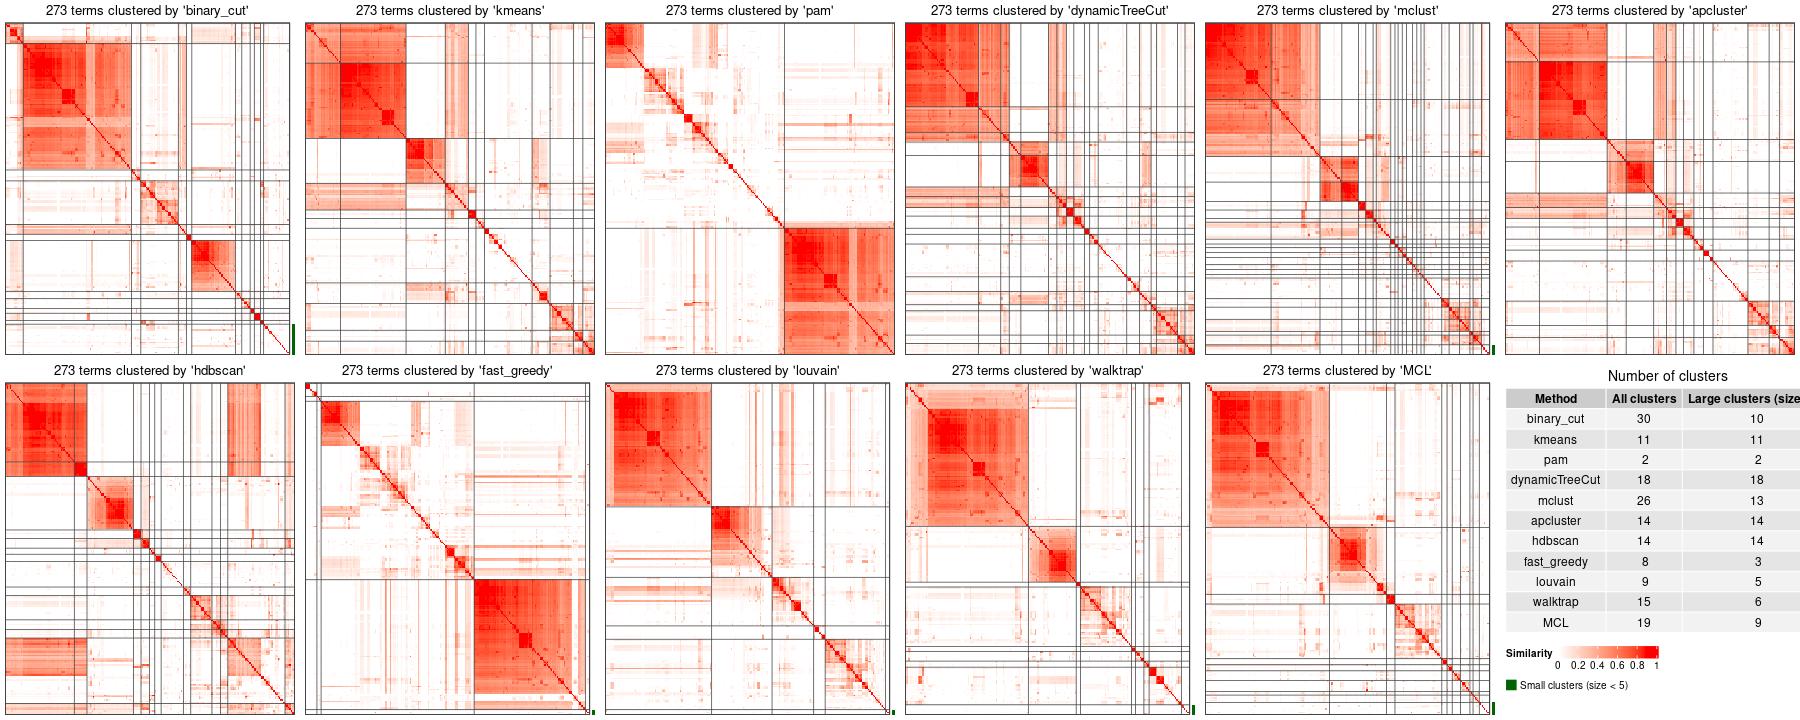 273 terms clustered by 'binary_cut'
273 terms clustered by 'kmeans'
273 terms clustered by 'pam'
273 terms clustered by 'dynamicTreeCut'
273 terms clustered by 'mclust'
273 terms clustered by 'apcluster'
273 terms clustered by 'hdbscan'
273 terms clustered by 'fast_greedy'
273 terms clustered by 'louvain'
273 terms clustered by 'walktrap'
273 terms clustered by 'MCL'
Number of clusters
Method All clusters Large clusters (size
binary_cut 30 10
kmeans 11 11
pam 2 2
dynamicTreeCut 18 18
mclust 26 13
apcluster 14 14
hdbscan 14 14
fast_greedy 8 3
louvain 9 5
walktrap 15 6
MCL 19 9
Similarity
0 0.2 0.4 0.6 0.8 1
Small clusters (size < 5)